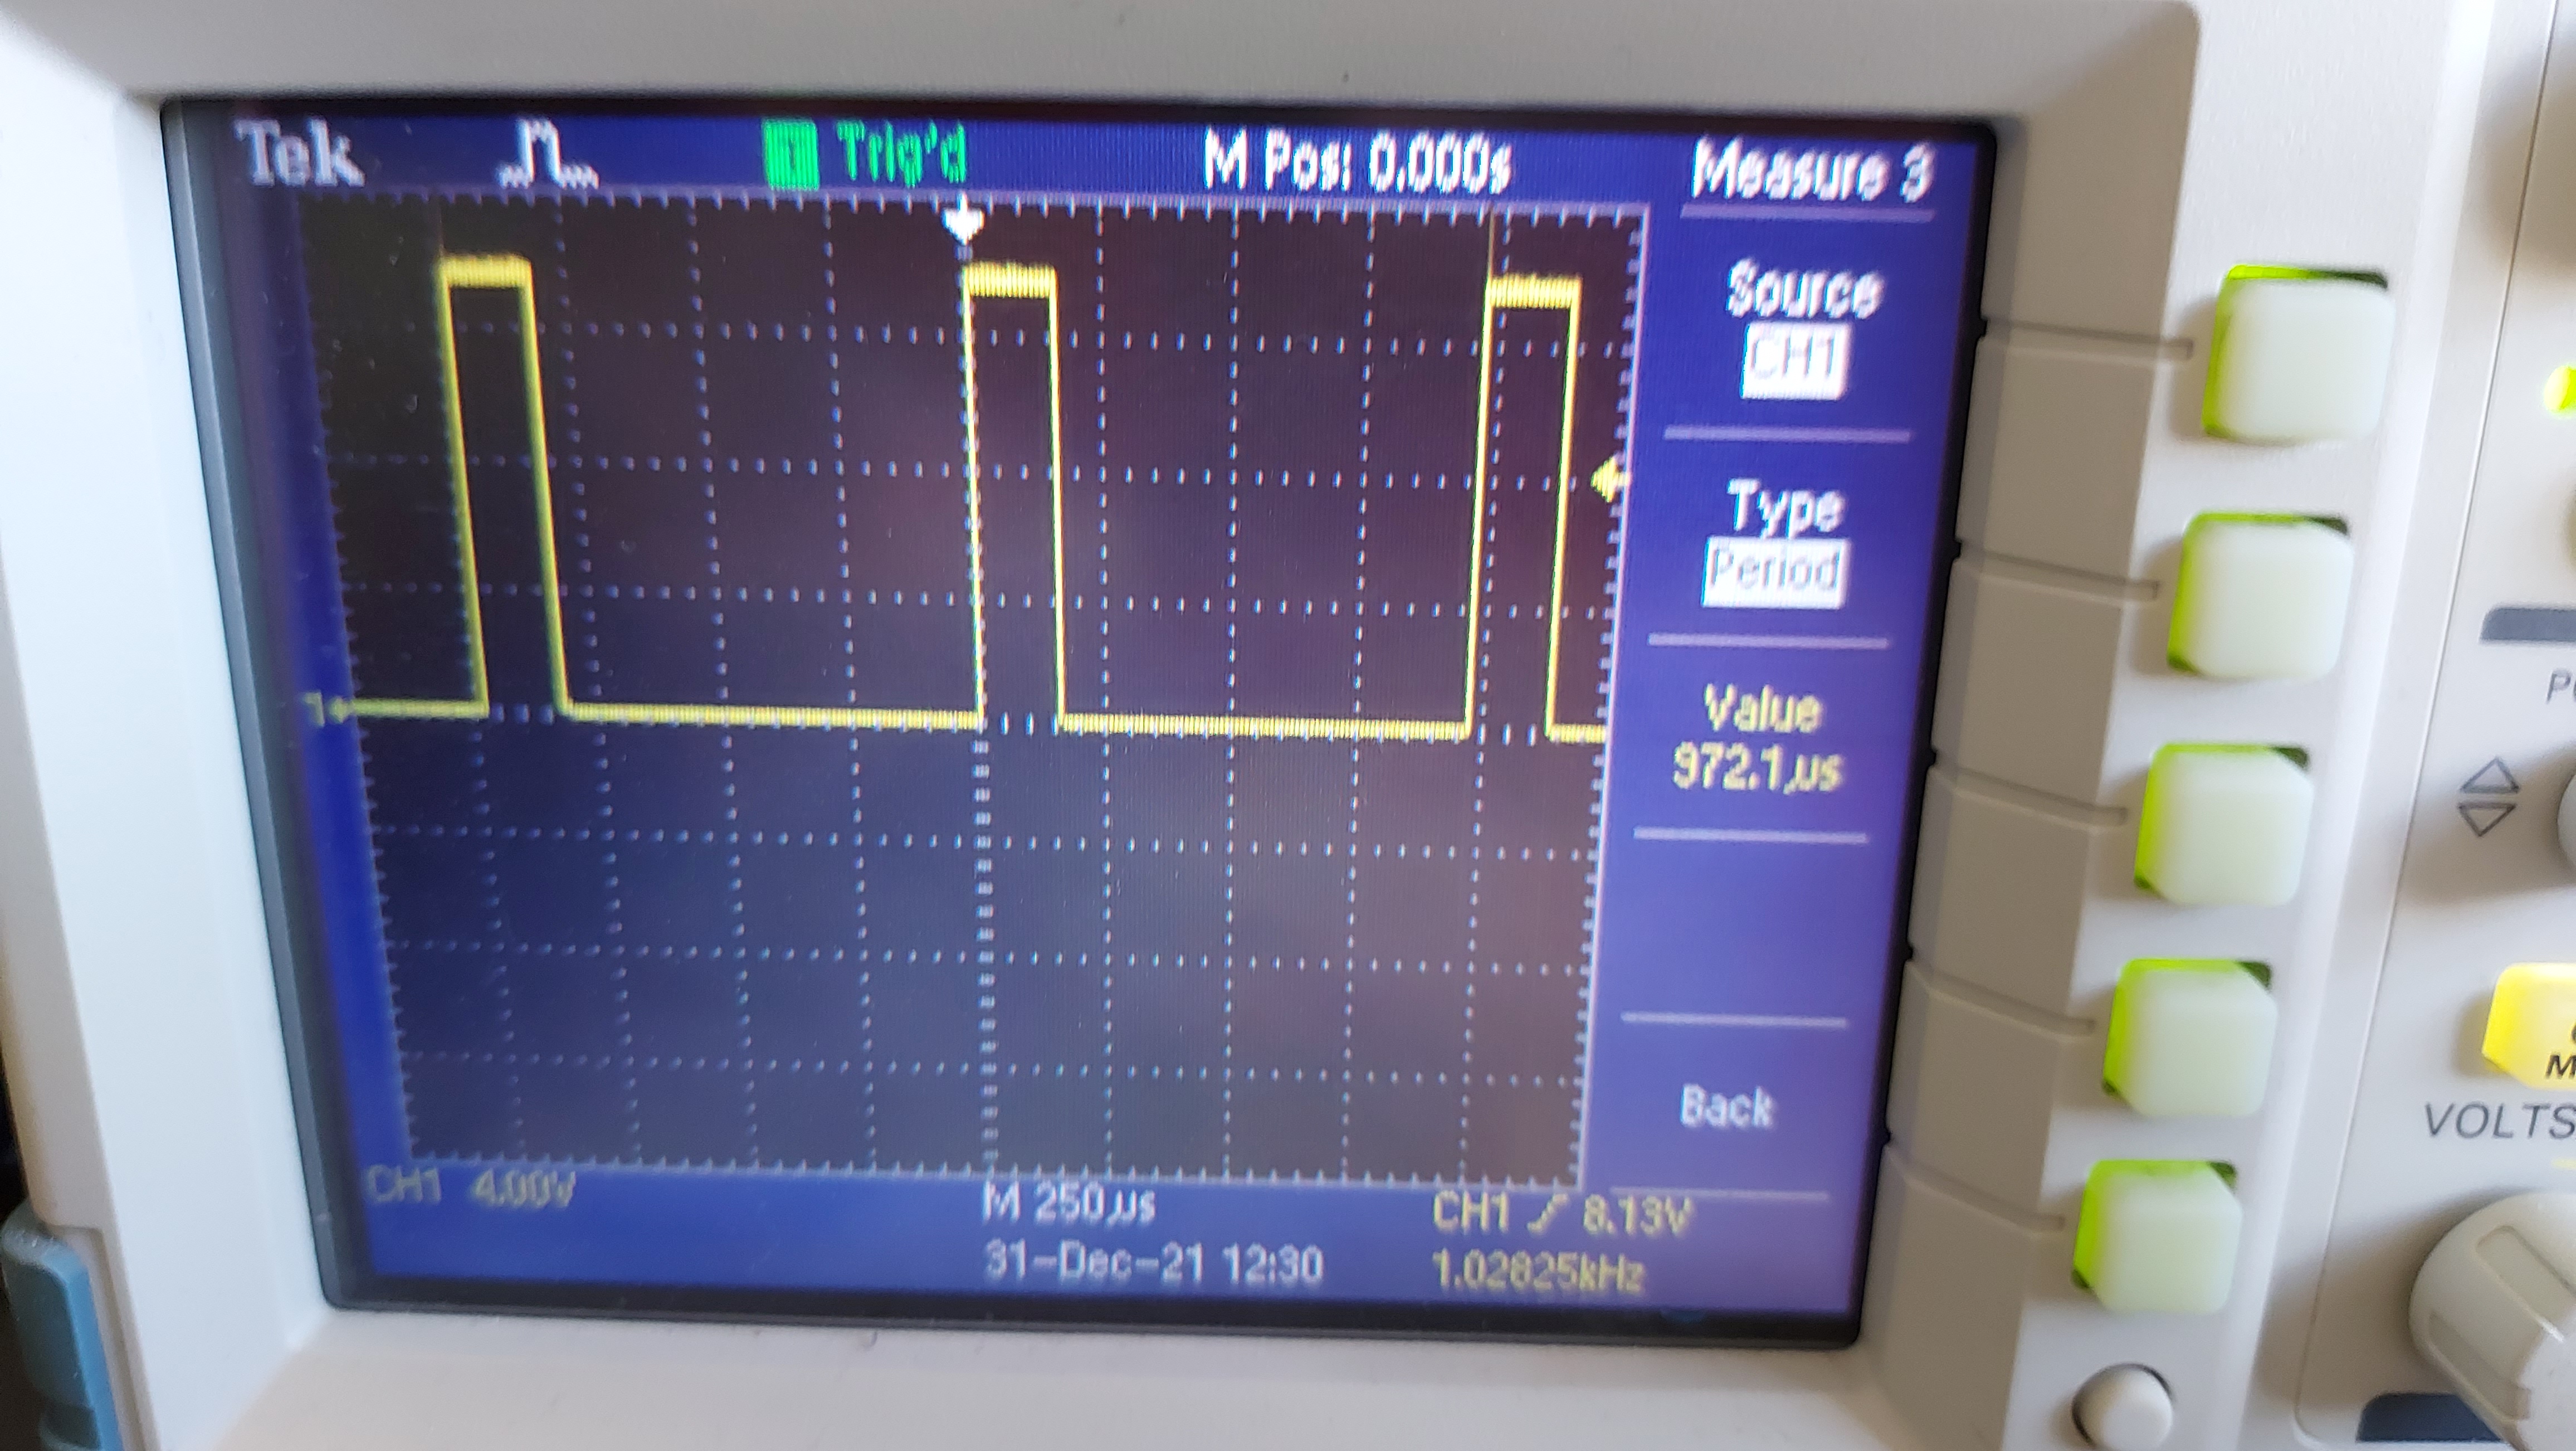 Tek Trig'd M Pos: 0.000s Measure 3
Source
CH1
Type
Period
Value
972.1µs
Back
CH1 4.00V M 250µs CH1 8.13V
31-Dec-21 12:30 1.02825kHz
VOLTS